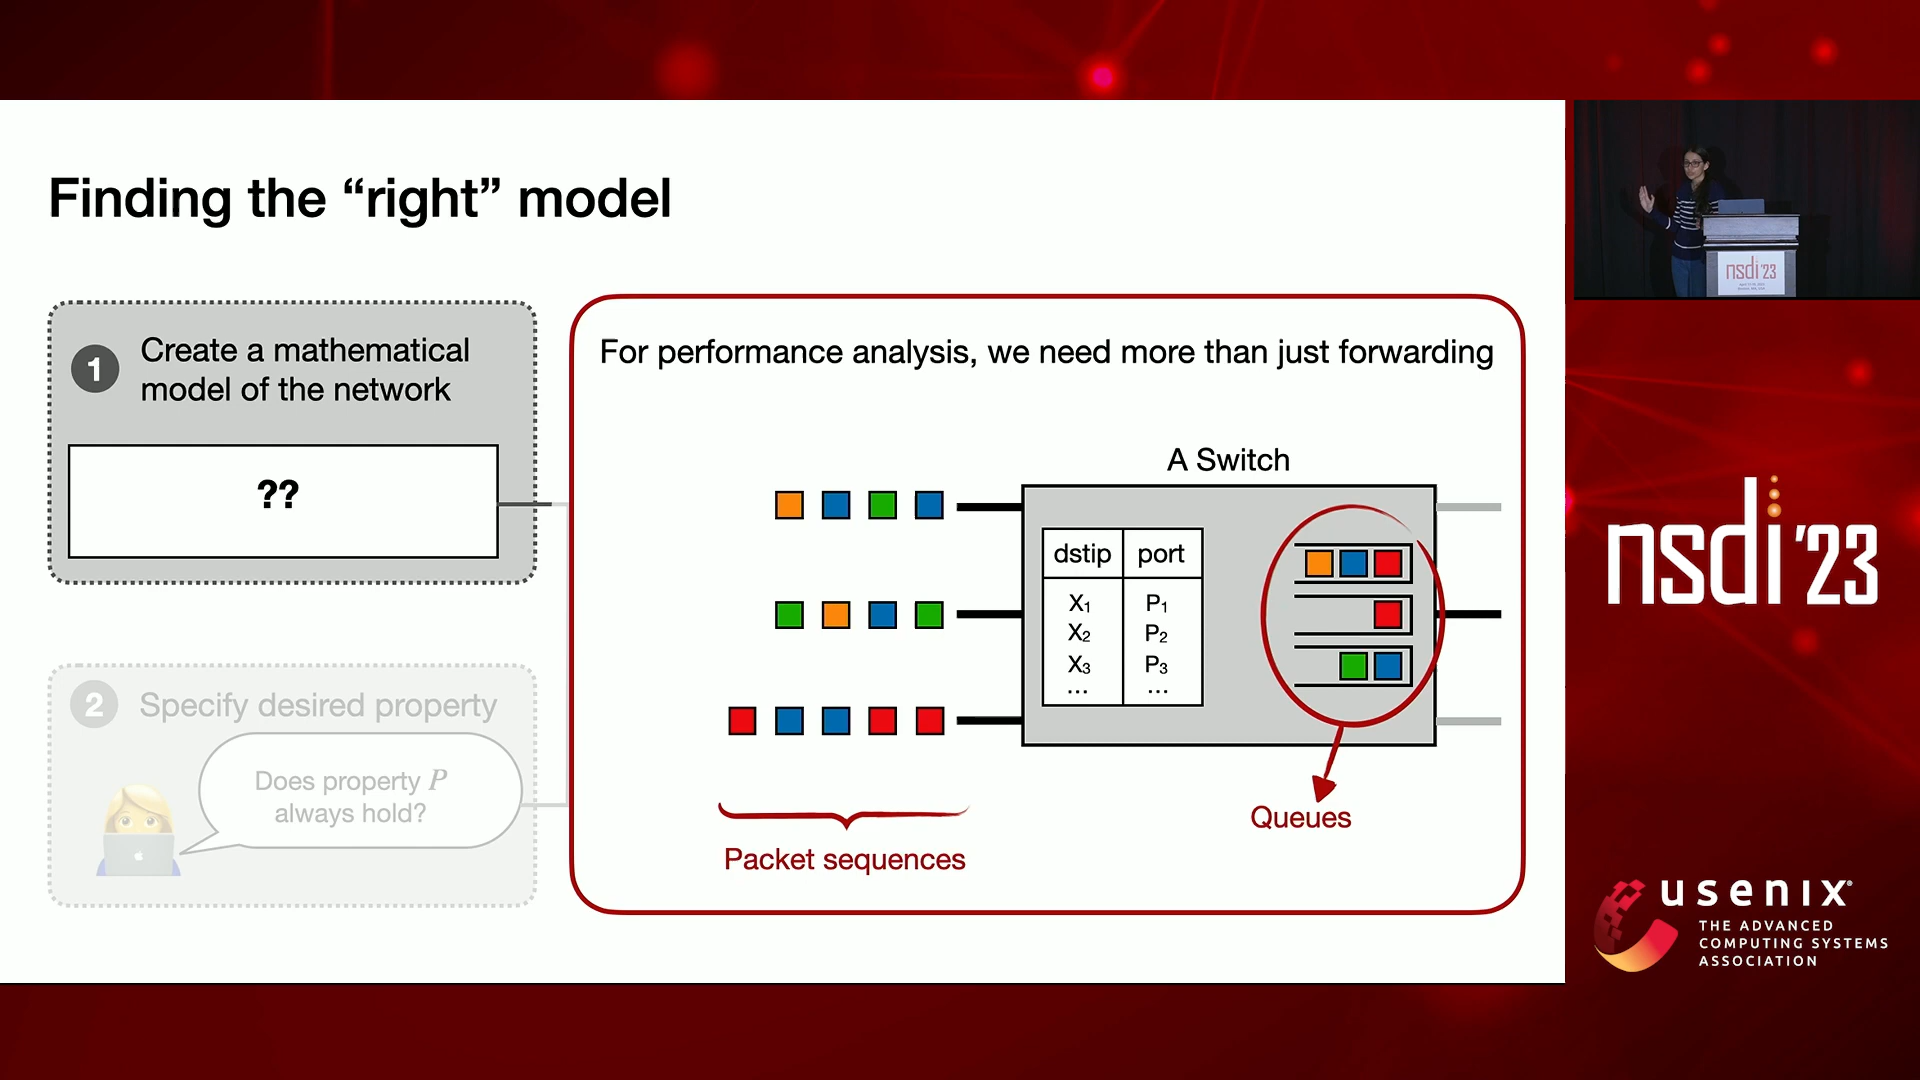 Finding the “right” model
1
Create a mathematical
model of the network
??
2
Specify desired property
Does property P
always hold?
For performance analysis, we need more than just forwarding
A Switch
dstip port
X₁ P₁
X₂ P₂
X₃ P₃
... ...
Queues
Packet sequences
nsdi '23
nsdi '23
usenix®
THE ADVANCED
COMPUTING SYSTEMS
ASSOCIATION